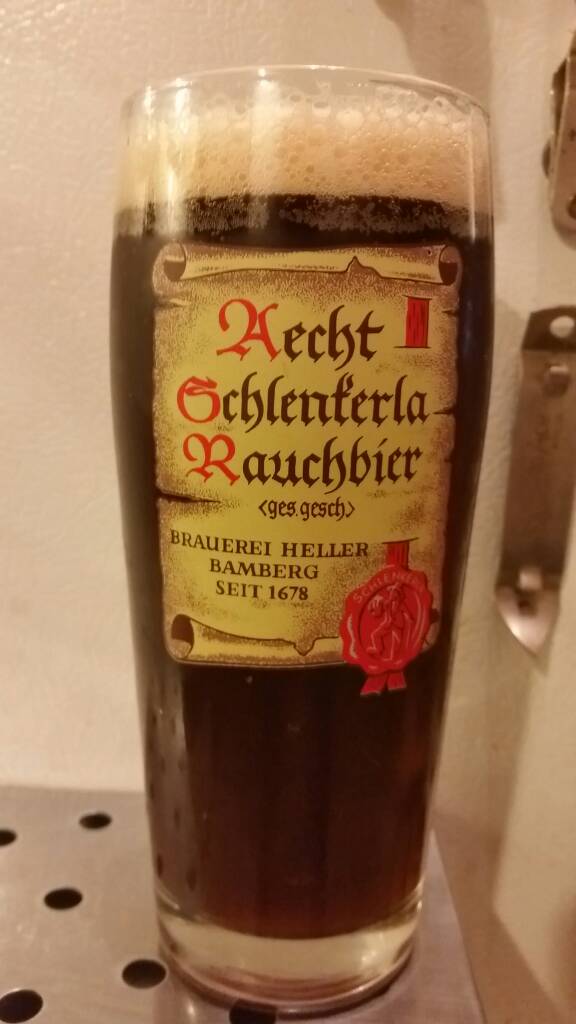 Aecht
Schlenkerla
Rauchbier
<ges.gesch>
BRAUEREI HELLER
BAMBERG
SEIT 1678